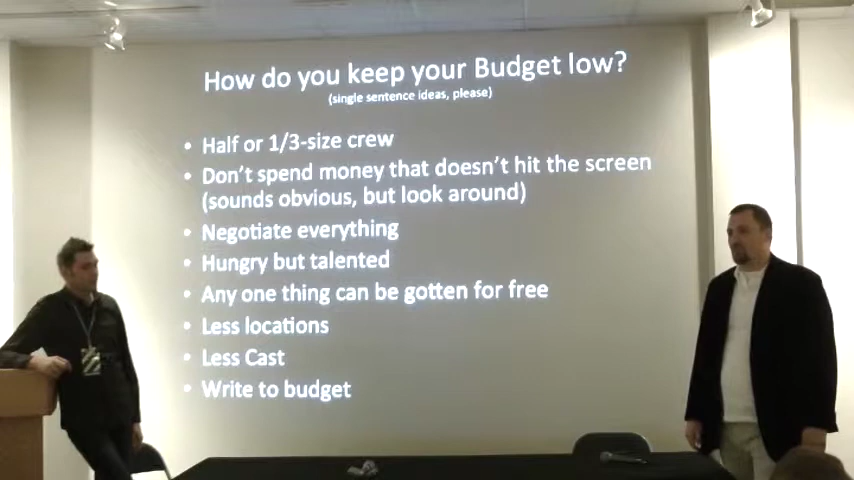 How do you keep your Budget low?
(single sentence ideas, please)
• Half or 1/3-size crew
• Don't spend money that doesn't hit the screen
(sounds obvious, but look around)
• Negotiate everything
• Hungry but talented
• Any one thing can be gotten for free
• Less locations
• Less Cast
• Write to budget